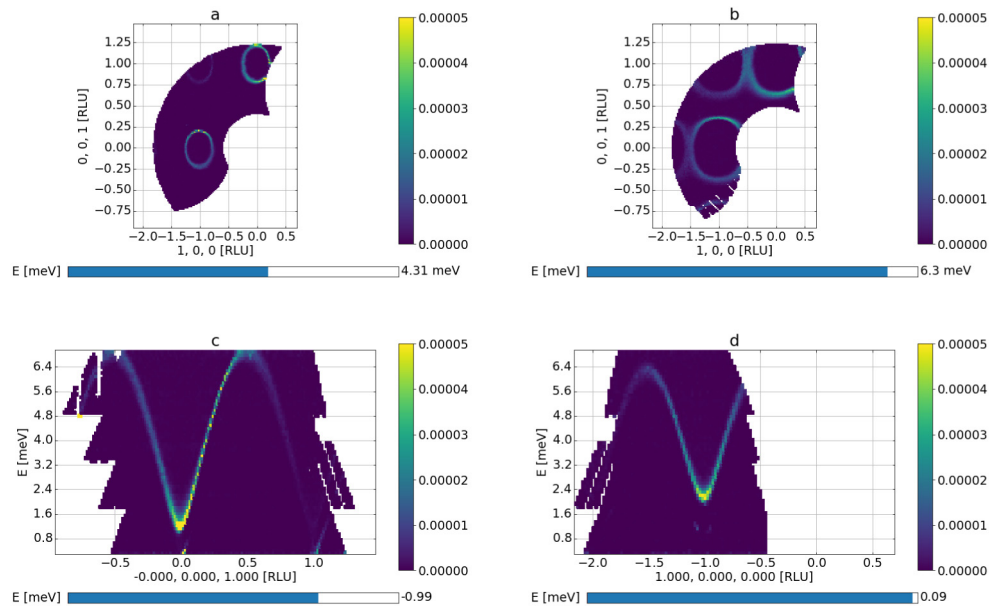 a
0.00005
0.00004
0.00003
0.00002
0.00001
0.00000
1.25
1.00
0.75
0.50
0.25
0.00
−0.25
−0.50
−0.75
0, 0, 1 [RLU]
−2.0 −1.5 −1.0 −0.5 0.0 0.5
1, 0, 0 [RLU]
E [meV] 4.31 meV
b
0.00005
0.00004
0.00003
0.00002
0.00001
0.00000
1.25
1.00
0.75
0.50
0.25
0.00
−0.25
−0.50
−0.75
0, 0, 1 [RLU]
−2.0 −1.5 −1.0 −0.5 0.0 0.5
1, 0, 0 [RLU]
E [meV] 6.3 meV
c
0.00005
0.00004
0.00003
0.00002
0.00001
0.00000
6.4
5.6
4.8
4.0
3.2
2.4
1.6
0.8
E [meV]
−0.5 0.0 0.5 1.0
-0.000, 0.000, 1.000 [RLU]
E [meV] -0.99
d
0.00005
0.00004
0.00003
0.00002
0.00001
0.00000
6.4
5.6
4.8
4.0
3.2
2.4
1.6
0.8
E [meV]
−2.0 −1.5 −1.0 −0.5 0.0 0.5
1.000, 0.000, 0.000 [RLU]
E [meV] 0.09